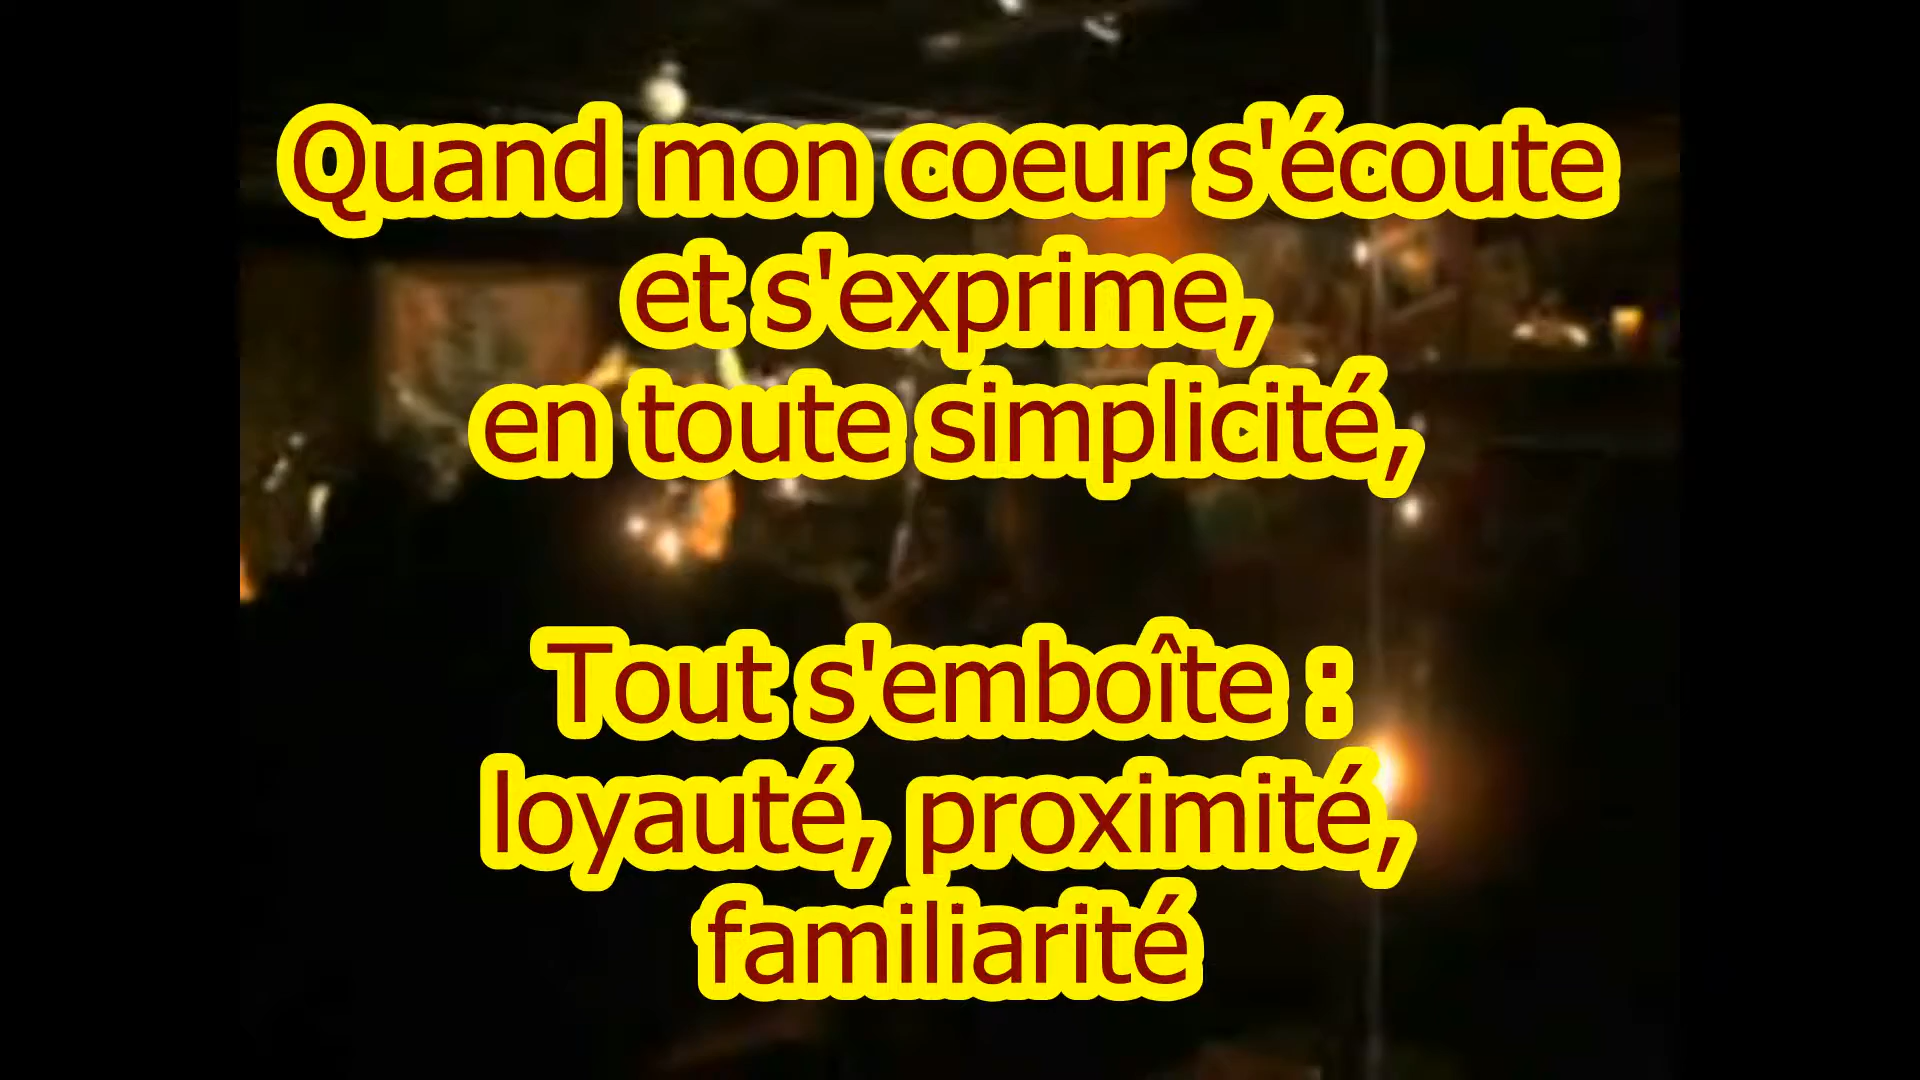 Quand mon coeur s'écoute
et s'exprime,
en toute simplicité,
Tout s'emboîte :
loyauté, proximité,
familiarité